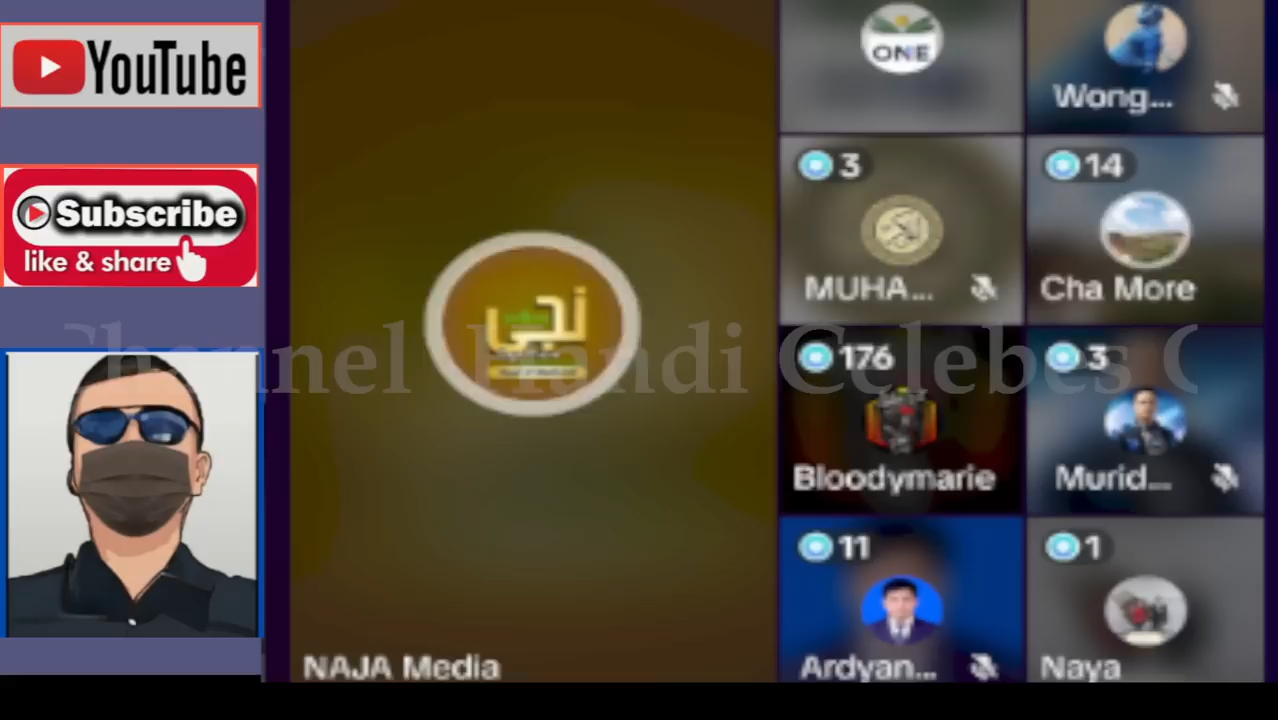 YouTube
Subscribe
like & share
ONE
Wong...
3
MUHA...
14
Cha More
176
Bloodymarie
3
Murid...
11
Ardyan...
1
Naya
نجى
NAJA Media
Channel Handi Celebes C